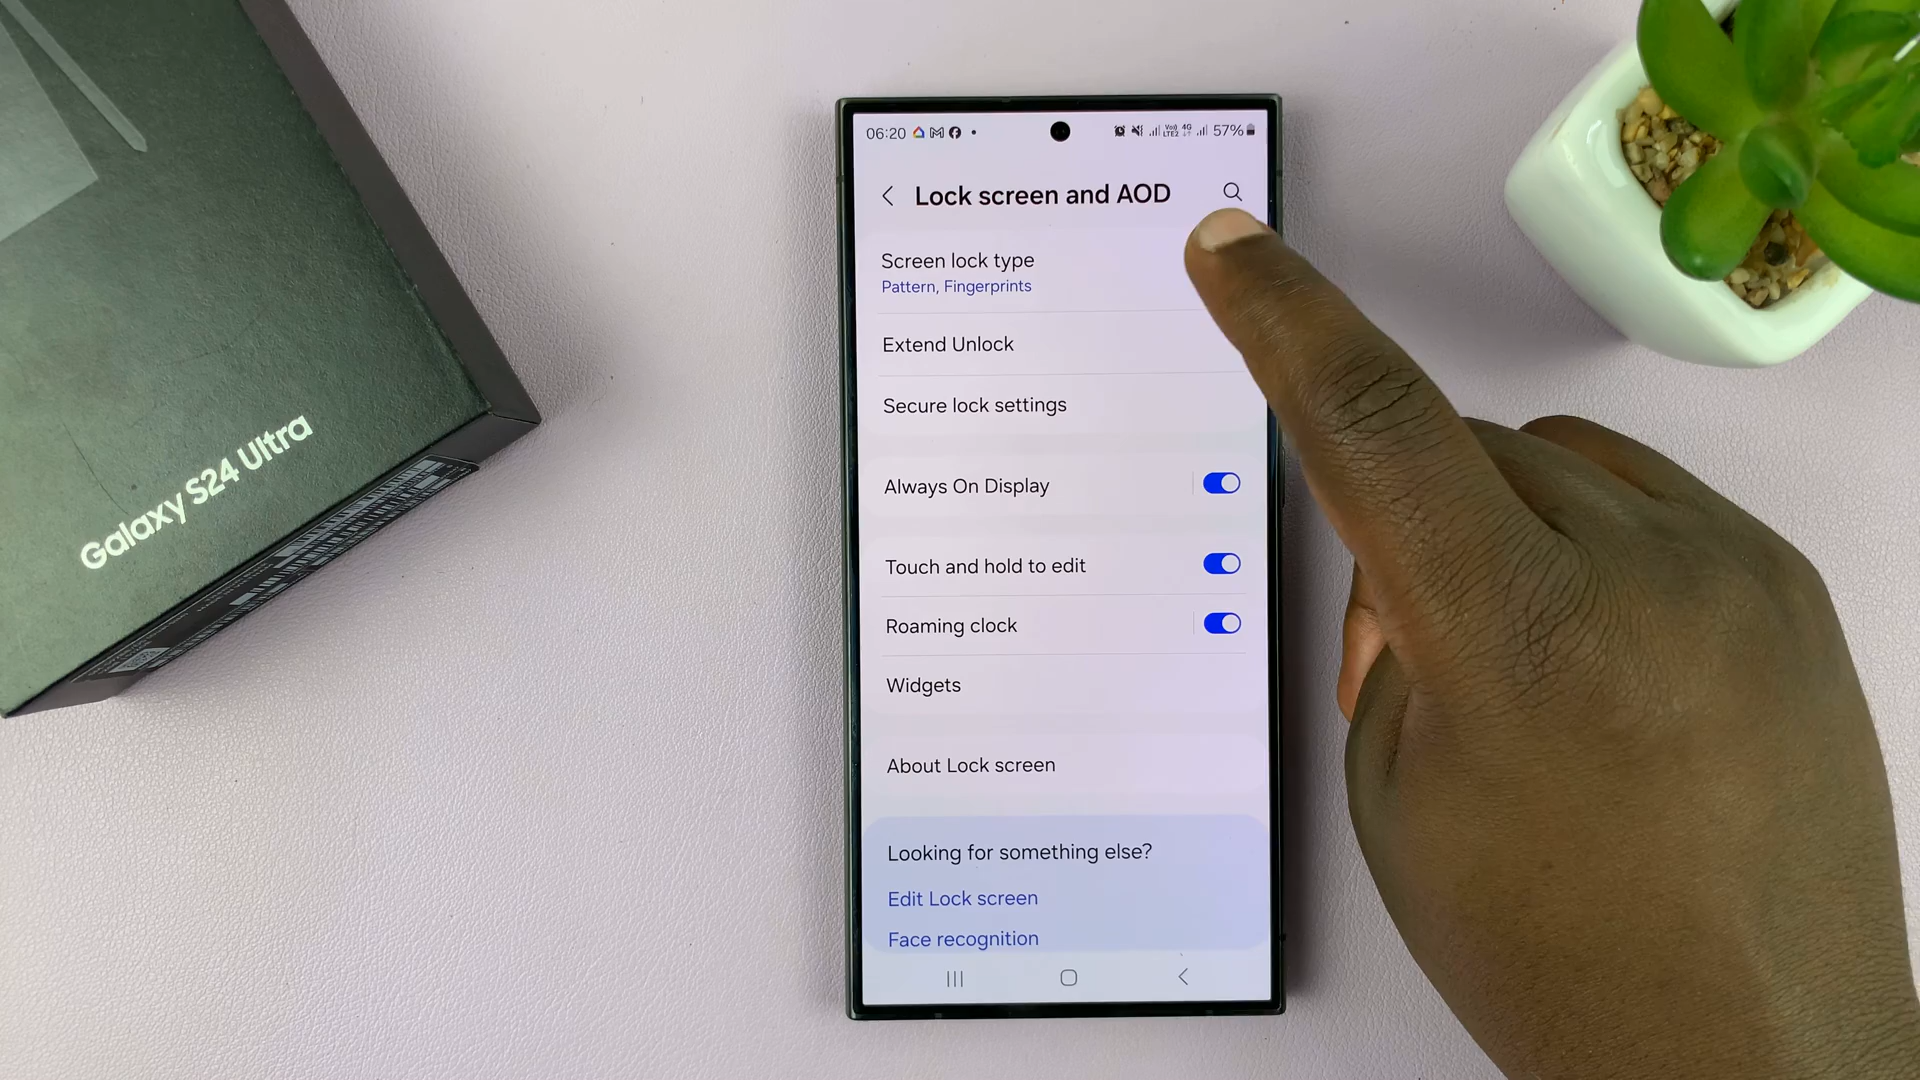 Galaxy S24 Ultra
06:20
57%
Lock screen and AOD
Screen lock type
Pattern, Fingerprints
Extend Unlock
Secure lock settings
Always On Display
Touch and hold to edit
Roaming clock
Widgets
About Lock screen
Looking for something else?
Edit Lock screen
Face recognition